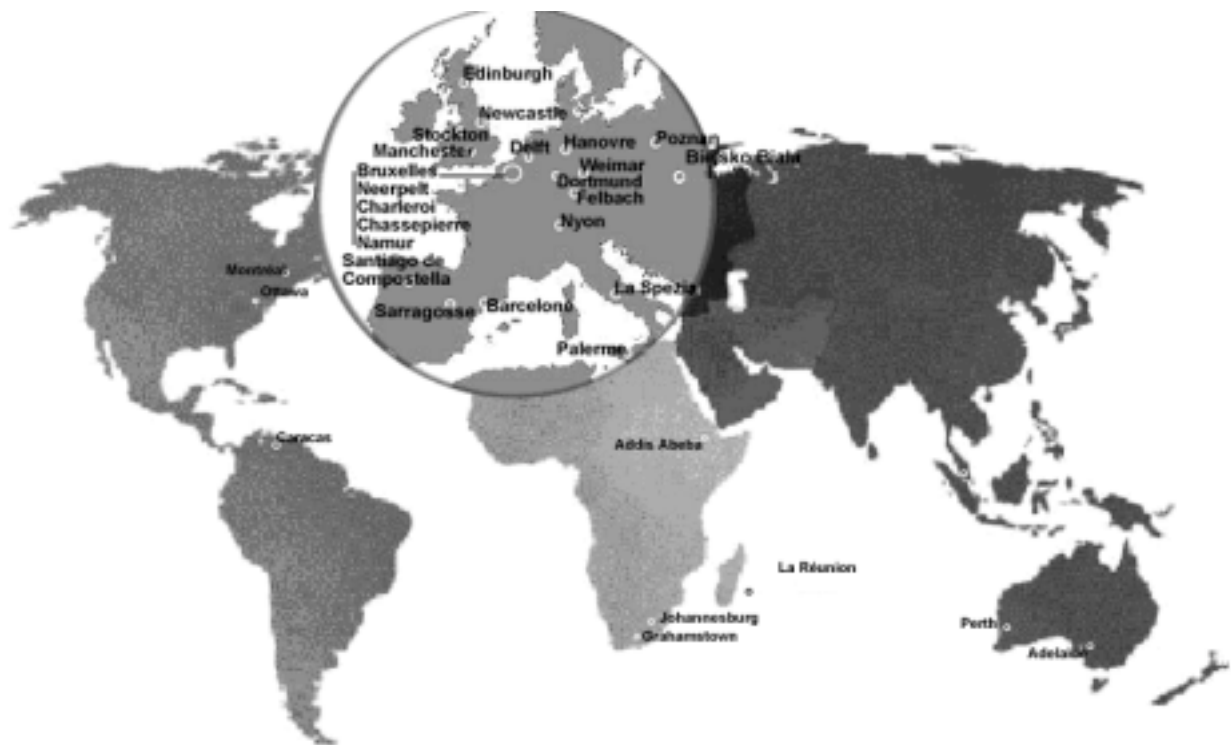 Edinburgh
Newcastle
Stockton
Manchester
Delft
Hanovre
Poznan
Bielsko Biala
Bruxelles
Weimar
Neerpelt
Dortmund
Charleroi
Felbach
Chassepierre
Nyon
Namur
Santiago de
Compostella
La Spezia
Sarragosse
Barcelone
Palerme
Montréal
Ottawa
Caracas
Addis Abeba
La Réunion
Johannesburg
Grahamstown
Perth
Adelaide